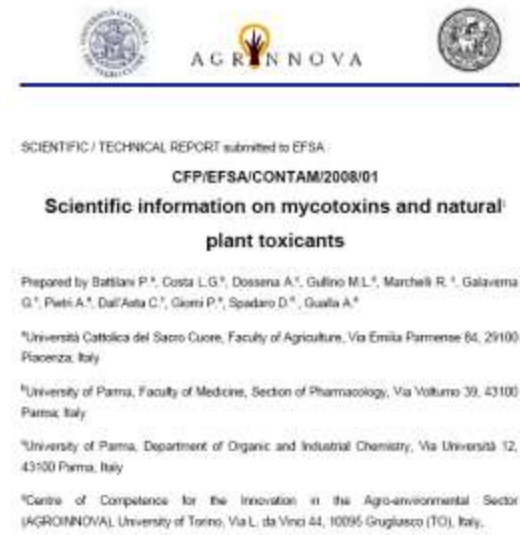 AGRINNOVA
SCIENTIFIC / TECHNICAL REPORT submitted to EFSA
CFP/EFSA/CONTAM/2008/01
Scientific information on mycotoxins and natural
plant toxicants
Prepared by Battilani P., Costa L.G., Dossena A., Gullino M.L., Marchelli R., Galaverna
G., Pietri A., Dall'Asta C., Giorni P., Spadaro D., Gualla A.
Università Cattolica del Sacro Cuore, Faculty of Agriculture, Via Emilia Parmense 84, 29100
Piacenza, Italy
University of Parma, Faculty of Medicine, Section of Pharmacology, Via Volturno 39, 43100
Parma, Italy
University of Parma, Department of Organic and Industrial Chemistry, Via Università 12,
43100 Parma, Italy
Centre of Competence for the Innovation in the Agro-environmental Sector
(AGROINNOVA), University of Torino, Via L. da Vinci 44, 10095 Grugliasco (TO), Italy.